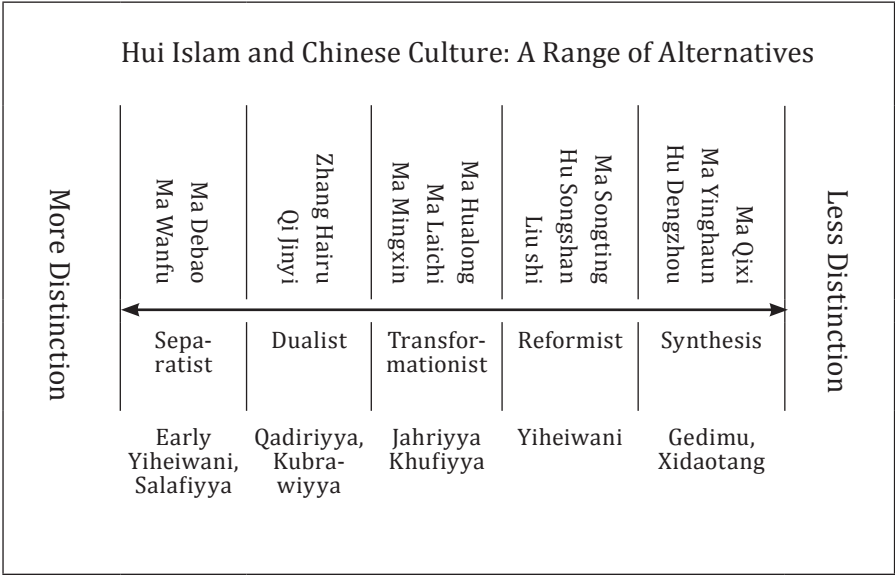 Hui Islam and Chinese Culture: A Range of Alternatives
More Distinction
Ma Debao
Ma Wanfu
Zhang Hairu
Qi Jinyi
Ma Hualong
Ma Laichi
Ma Mingxin
Ma Songting
Hu Songshan
Liu shi
Ma Qixi
Ma Yinghaun
Hu Dengzhou
Less Distinction
Sepa-
ratist
Dualist
Transfor-
mationist
Reformist
Synthesis
Early
Yiheiwani,
Salafiyya
Qadiriyya,
Kubra-
wiyya
Jahriyya
Khufiyya
Yiheiwani
Gedimu,
Xidaotang